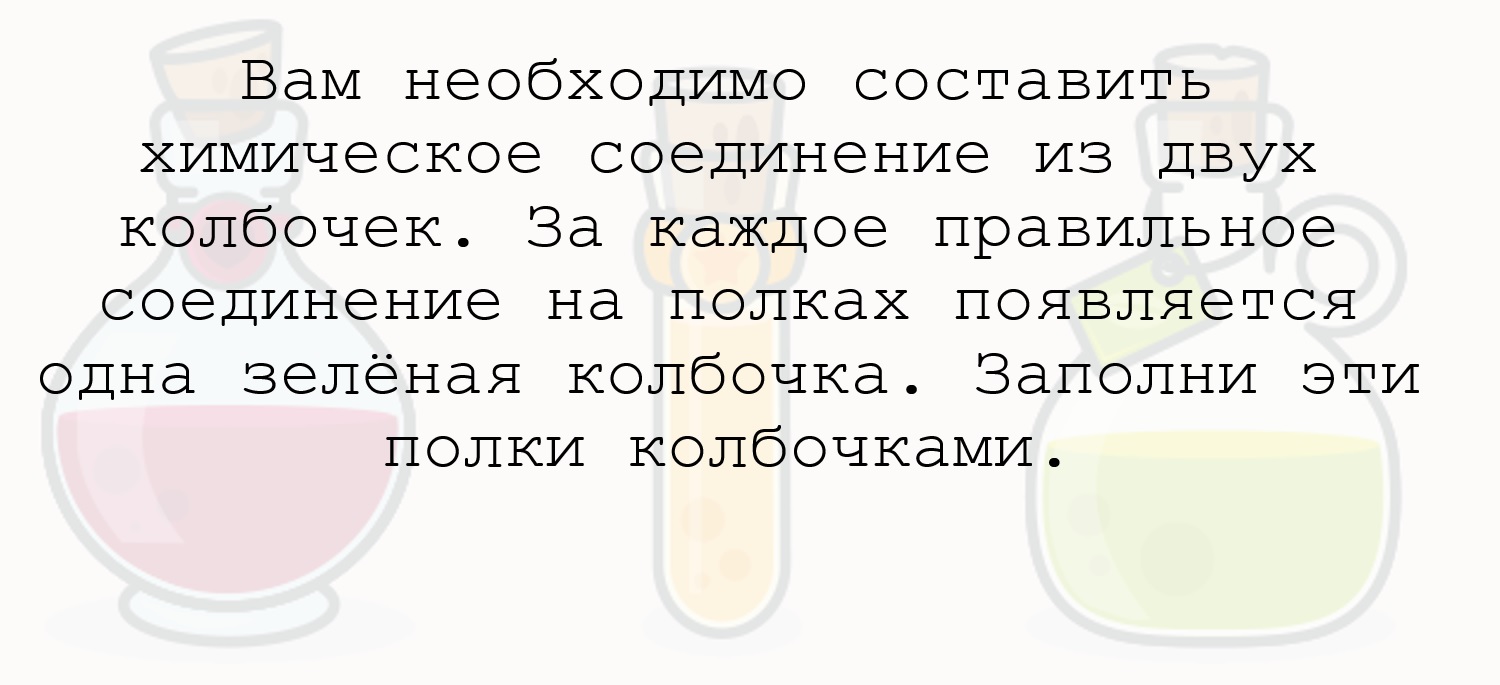 Вам необходимо составить
химическое соединение из двух
колбочек. За каждое правильное
соединение на полках появляется
одна зелёная колбочка. Заполни эти
полки колбочками.